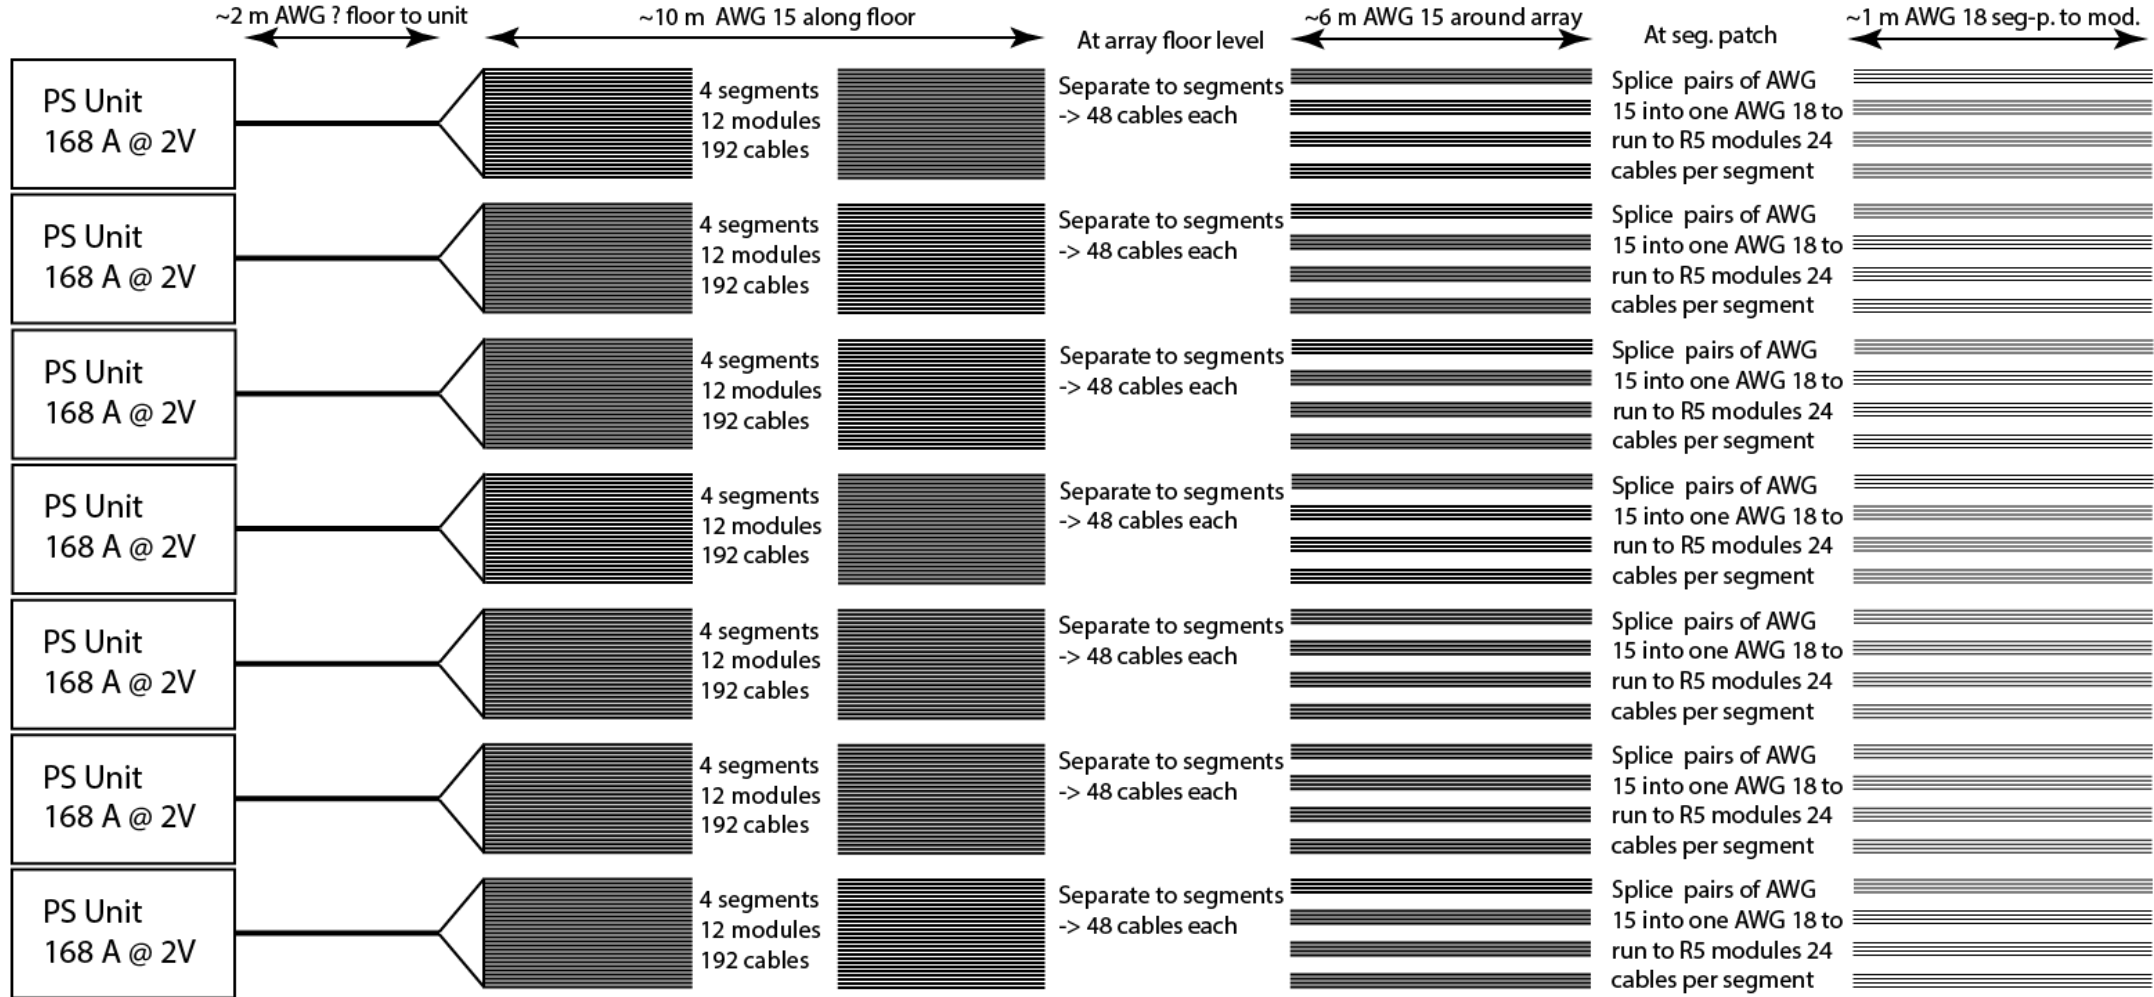 ~2 m AWG ? floor to unit
~10 m AWG 15 along floor
At array floor level
~6 m AWG 15 around array
At seg. patch
~1 m AWG 18 seg-p. to mod.
PS Unit
168 A @ 2V
4 segments
12 modules
192 cables
Separate to segments
-> 48 cables each
Splice pairs of AWG
15 into one AWG 18 to
run to R5 modules 24
cables per segment
PS Unit
168 A @ 2V
4 segments
12 modules
192 cables
Separate to segments
-> 48 cables each
Splice pairs of AWG
15 into one AWG 18 to
run to R5 modules 24
cables per segment
PS Unit
168 A @ 2V
4 segments
12 modules
192 cables
Separate to segments
-> 48 cables each
Splice pairs of AWG
15 into one AWG 18 to
run to R5 modules 24
cables per segment
PS Unit
168 A @ 2V
4 segments
12 modules
192 cables
Separate to segments
-> 48 cables each
Splice pairs of AWG
15 into one AWG 18 to
run to R5 modules 24
cables per segment
PS Unit
168 A @ 2V
4 segments
12 modules
192 cables
Separate to segments
-> 48 cables each
Splice pairs of AWG
15 into one AWG 18 to
run to R5 modules 24
cables per segment
PS Unit
168 A @ 2V
4 segments
12 modules
192 cables
Separate to segments
-> 48 cables each
Splice pairs of AWG
15 into one AWG 18 to
run to R5 modules 24
cables per segment
PS Unit
168 A @ 2V
4 segments
12 modules
192 cables
Separate to segments
-> 48 cables each
Splice pairs of AWG
15 into one AWG 18 to
run to R5 modules 24
cables per segment